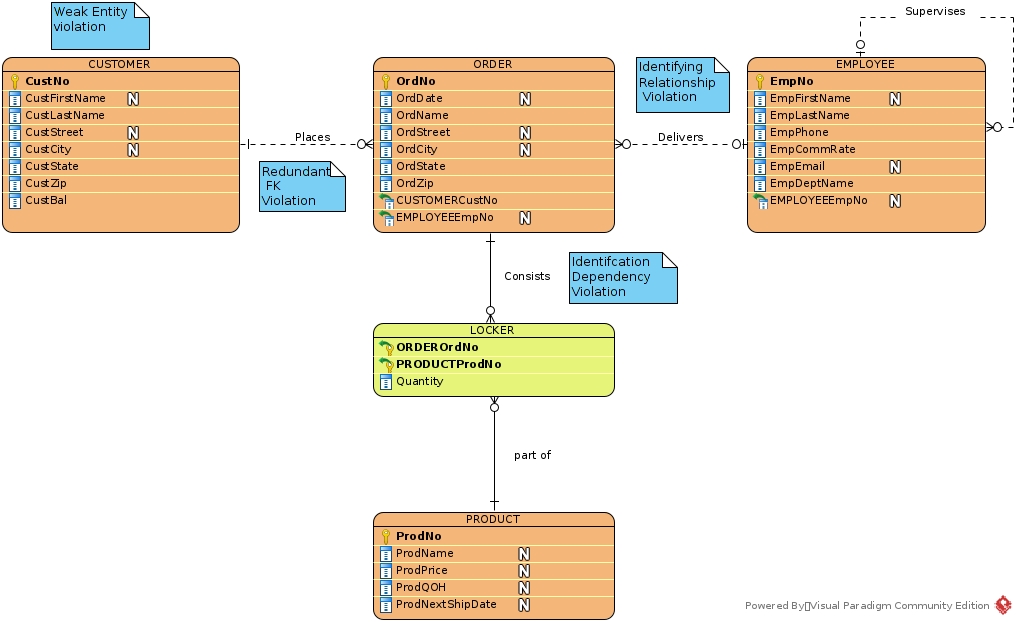 Weak Entity
violation
Supervises
CUSTOMER
CustNo
CustFirstName N
CustLastName
CustStreet N
CustCity N
CustState
CustZip
CustBal
Places
Redundant
FK
Violation
ORDER
OrdNo
OrdDate N
OrdName
OrdStreet N
OrdCity N
OrdState
OrdZip
CUSTOMERCustNo
EMPLOYEEEmpNo N
Identifying
Relationship
Violation
Delivers
EMPLOYEE
EmpNo
EmpFirstName N
EmpLastName
EmpPhone
EmpCommRate
EmpEmail N
EmpDeptName
EMPLOYEEEmpNo N
Consists
Identifcation
Dependency
Violation
LOCKER
ORDEROrdNo
PRODUCTProdNo
Quantity
part of
PRODUCT
ProdNo
ProdName N
ProdPrice N
ProdQOH N
ProdNextShipDate N
Powered By▯Visual Paradigm Community Edition